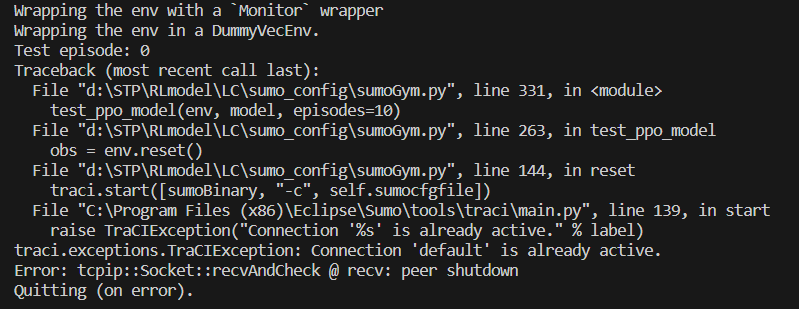 Wrapping the env with a `Monitor` wrapper
Wrapping the env in a DummyVecEnv.
Test episode: 0
Traceback (most recent call last):
  File "d:\STP\RLmodel\LC\sumo_config\sumoGym.py", line 331, in <module>
    test_ppo_model(env, model, episodes=10)
  File "d:\STP\RLmodel\LC\sumo_config\sumoGym.py", line 263, in test_ppo_model
    obs = env.reset()
  File "d:\STP\RLmodel\LC\sumo_config\sumoGym.py", line 144, in reset
    traci.start([sumoBinary, "-c", self.sumocfgfile])
  File "C:\Program Files (x86)\Eclipse\Sumo\tools\traci\main.py", line 139, in start
    raise TraCIException("Connection '%s' is already active." % label)
traci.exceptions.TraCIException: Connection 'default' is already active.
Error: tcpip::Socket::recvAndCheck @ recv: peer shutdown
Quitting (on error).